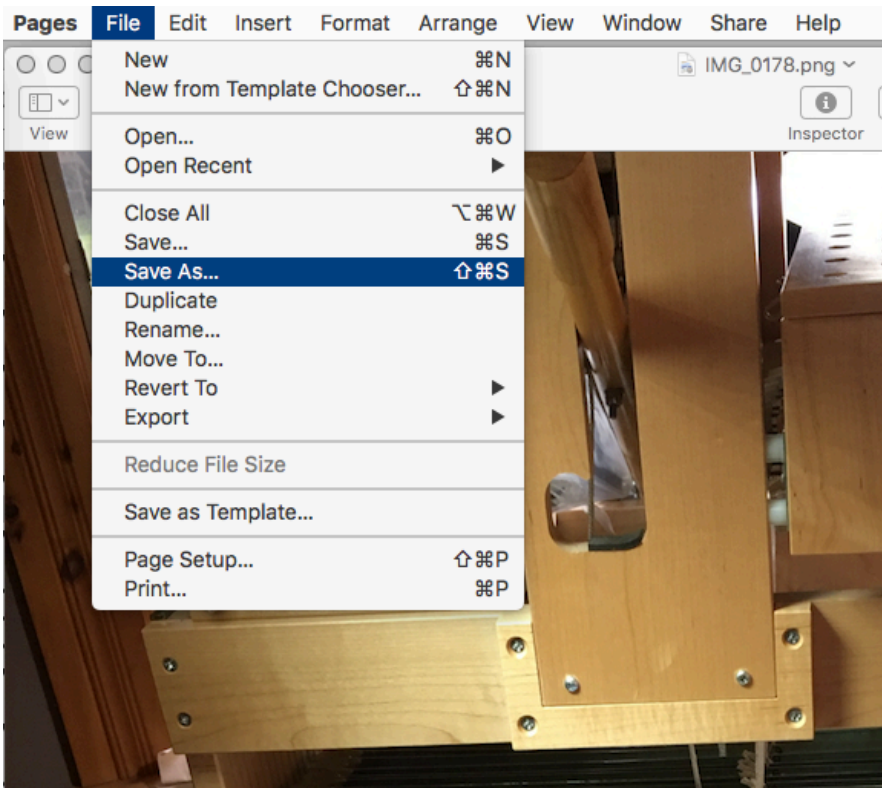 Pages File Edit Insert Format Arrange View Window Share Help
IMG_0178.png
View
Inspector
New ⌘N
New from Template Chooser... ⇧⌘N
Open... ⌘O
Open Recent ▶
Close All ⌥⌘W
Save... ⌘S
Save As... ⇧⌘S
Duplicate
Rename...
Move To...
Revert To ▶
Export ▶
Reduce File Size
Save as Template...
Page Setup... ⇧⌘P
Print... ⌘P